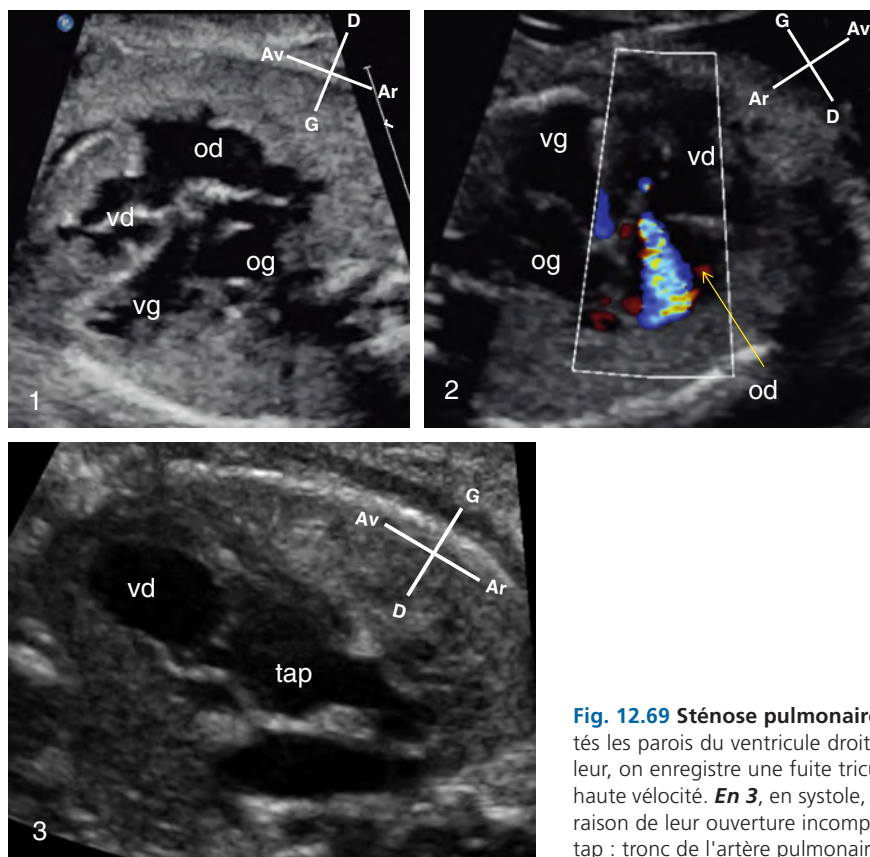 D
Av
Ar
G
od
vd
og
vg
1
G
Av
Ar
D
vg
vd
og
od
2
G
Av
Ar
D
vd
tap
3
Fig. 12.69 Sténose pulmonaire
tés les parois du ventricule droit
leur, on enregistre une fuite tricu
haute vélocité. En 3, en systole,
raison de leur ouverture incomp
tap : tronc de l'artère pulmonair